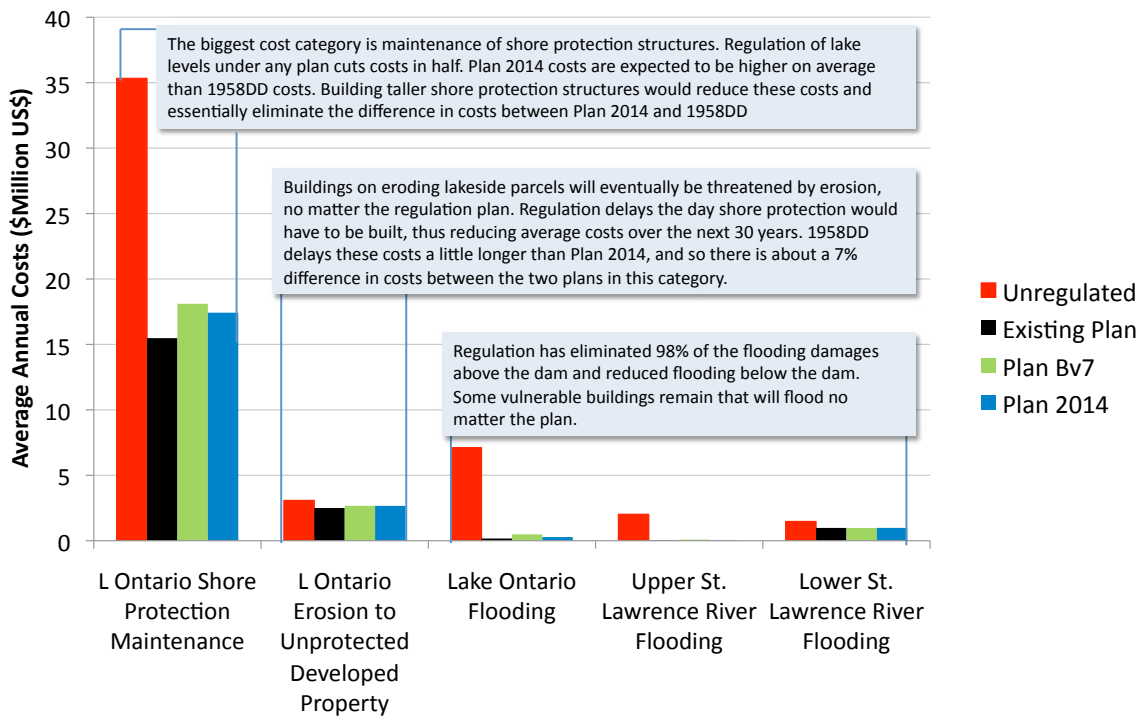 40
35
30
25
20
15
10
5
0
Average Annual Costs ($Million US$)
The biggest cost category is maintenance of shore protection structures. Regulation of lake
levels under any plan cuts costs in half. Plan 2014 costs are expected to be higher on average
than 1958DD costs. Building taller shore protection structures would reduce these costs and
essentially eliminate the difference in costs between Plan 2014 and 1958DD
Buildings on eroding lakeside parcels will eventually be threatened by erosion,
no matter the regulation plan. Regulation delays the day shore protection would
have to be built, thus reducing average costs over the next 30 years. 1958DD
delays these costs a little longer than Plan 2014, and so there is about a 7%
difference in costs between the two plans in this category.
Regulation has eliminated 98% of the flooding damages
above the dam and reduced flooding below the dam.
Some vulnerable buildings remain that will flood no
matter the plan.
Unregulated
Existing Plan
Plan Bv7
Plan 2014
L Ontario Shore
Protection
Maintenance
L Ontario
Erosion to
Unprotected
Developed
Property
Lake Ontario
Flooding
Upper St.
Lawrence River
Flooding
Lower St.
Lawrence River
Flooding